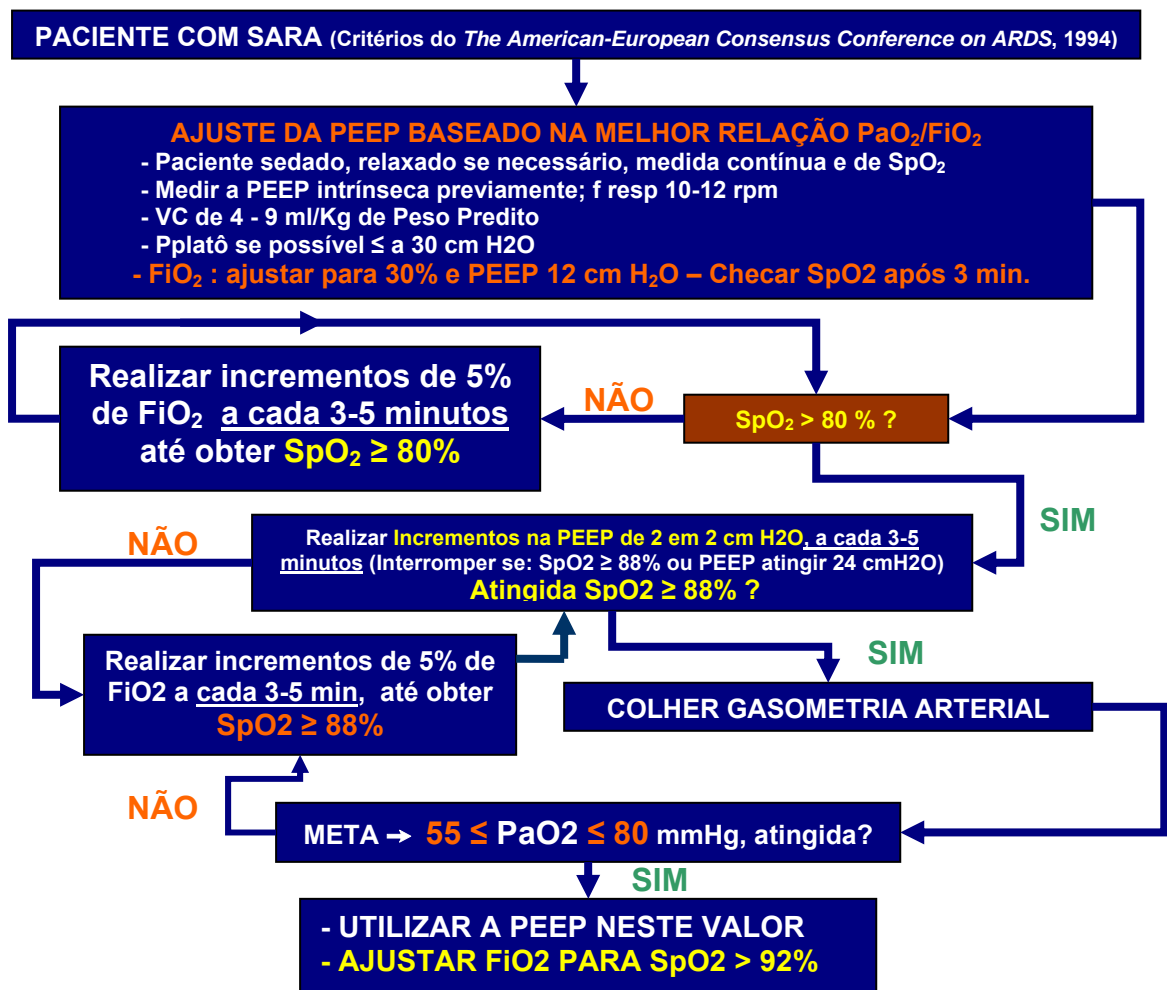 PACIENTE COM SARA (Critérios do The American-European Consensus Conference on ARDS, 1994)
AJUSTE DA PEEP BASEADO NA MELHOR RELAÇÃO PaO₂/FiO₂
- Paciente sedado, relaxado se necessário, medida contínua e de SpO₂
- Medir a PEEP intrínseca previamente; f resp 10-12 rpm
- VC de 4 - 9 ml/Kg de Peso Predito
- Pplatô se possível ≤ a 30 cm H2O
- FiO₂ : ajustar para 30% e PEEP 12 cm H₂O – Checar SpO2 após 3 min.
Realizar incrementos de 5%
de FiO₂ a cada 3-5 minutos
até obter SpO₂ ≥ 80%
NÃO
SpO₂ > 80 % ?
SIM
NÃO
Realizar Incrementos na PEEP de 2 em 2 cm H2O, a cada 3-5
minutos (Interromper se: SpO2 ≥ 88% ou PEEP atingir 24 cmH2O)
Atingida SpO2 ≥ 88% ?
SIM
Realizar incrementos de 5% de
FiO2 a cada 3-5 min, até obter
SpO2 ≥ 88%
COLHER GASOMETRIA ARTERIAL
NÃO
META → 55 ≤ PaO2 ≤ 80 mmHg, atingida?
SIM
- UTILIZAR A PEEP NESTE VALOR
- AJUSTAR FiO2 PARA SpO2 > 92%